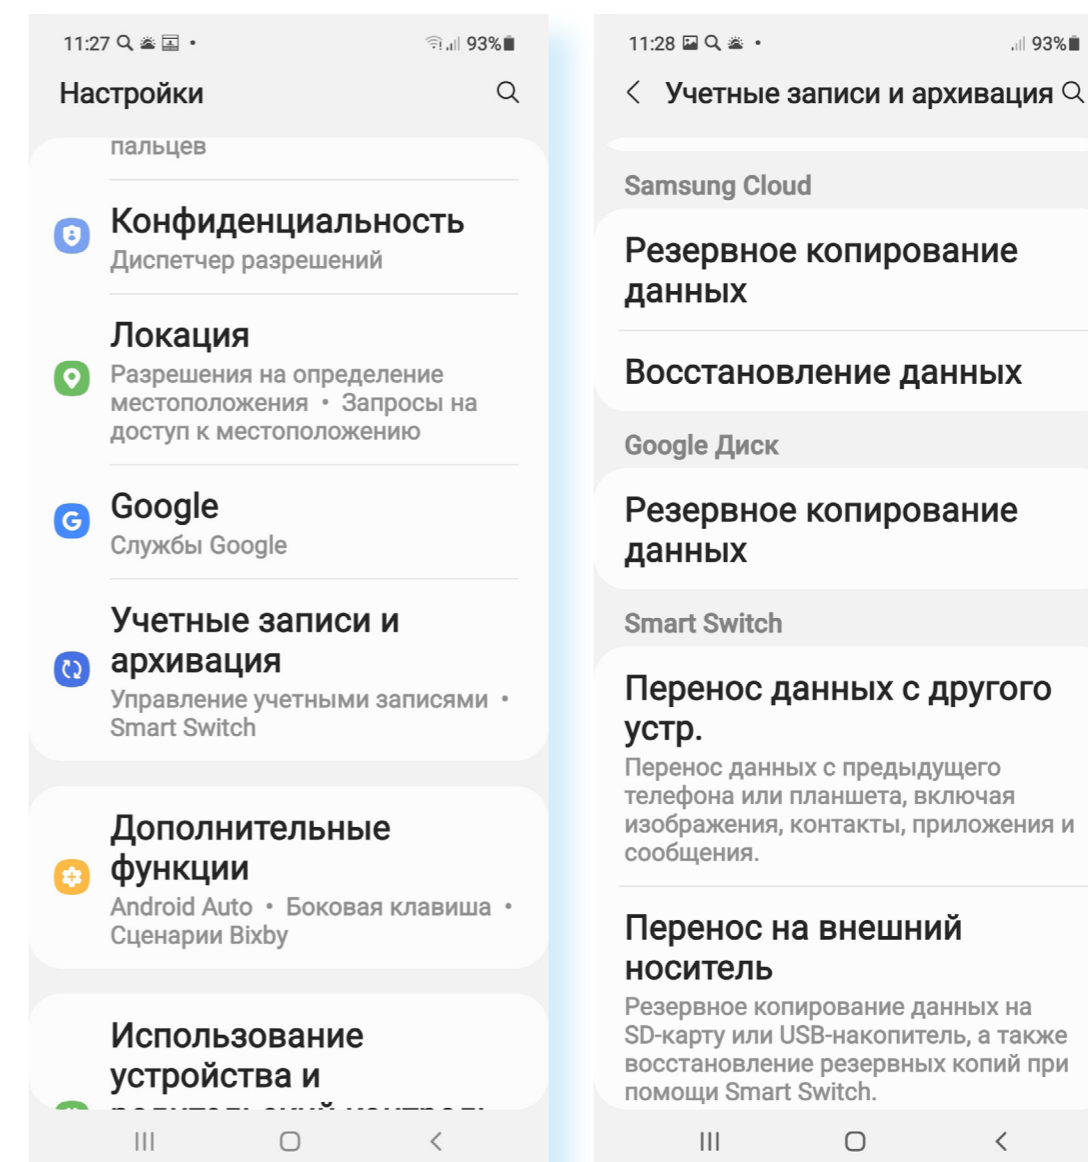 11:27
93%
Настройки
пальцев
Конфиденциальность
Диспетчер разрешений
Локация
Разрешения на определение
местоположения • Запросы на
доступ к местоположению
Google
Службы Google
Учетные записи и
архивация
Управление учетными записями •
Smart Switch
Дополнительные
функции
Android Auto • Боковая клавиша •
Сценарии Bixby
Использование
устройства и
родительский контроль
11:28
93%
Учетные записи и архивация
Samsung Cloud
Резервное копирование
данных
Восстановление данных
Google Диск
Резервное копирование
данных
Smart Switch
Перенос данных с другого
устр.
Перенос данных с предыдущего
телефона или планшета, включая
изображения, контакты, приложения и
сообщения.
Перенос на внешний
носитель
Резервное копирование данных на
SD-карту или USB-накопитель, а также
восстановление резервных копий при
помощи Smart Switch.